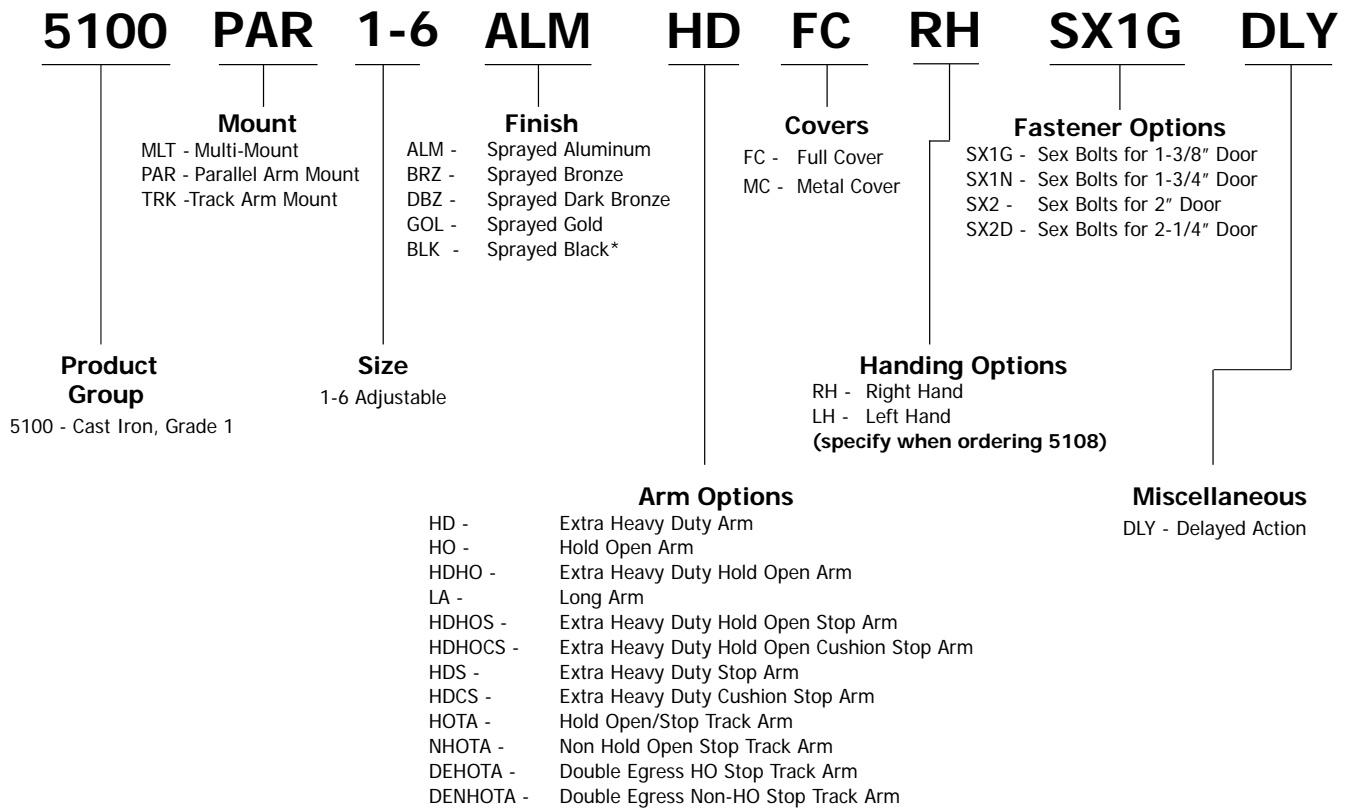 5100 PAR 1-6 ALM HD FC RH SX1G DLY
Mount
MLT - Multi-Mount
PAR - Parallel Arm Mount
TRK -Track Arm Mount
Finish
ALM - Sprayed Aluminum
BRZ - Sprayed Bronze
DBZ - Sprayed Dark Bronze
GOL - Sprayed Gold
BLK - Sprayed Black*
Covers
FC - Full Cover
MC - Metal Cover
Fastener Options
SX1G - Sex Bolts for 1-3/8" Door
SX1N - Sex Bolts for 1-3/4" Door
SX2 - Sex Bolts for 2" Door
SX2D - Sex Bolts for 2-1/4" Door
Product
Group
5100 - Cast Iron, Grade 1
Size
1-6 Adjustable
Handing Options
RH - Right Hand
LH - Left Hand
(specify when ordering 5108)
Arm Options
HD - Extra Heavy Duty Arm
HO - Hold Open Arm
HDHO - Extra Heavy Duty Hold Open Arm
LA - Long Arm
HDHOS - Extra Heavy Duty Hold Open Stop Arm
HDHOCS - Extra Heavy Duty Hold Open Cushion Stop Arm
HDS - Extra Heavy Duty Stop Arm
HDCS - Extra Heavy Duty Cushion Stop Arm
HOTA - Hold Open/Stop Track Arm
NHOTA - Non Hold Open Stop Track Arm
DEHOTA - Double Egress HO Stop Track Arm
DENHOTA - Double Egress Non-HO Stop Track Arm
Miscellaneous
DLY - Delayed Action